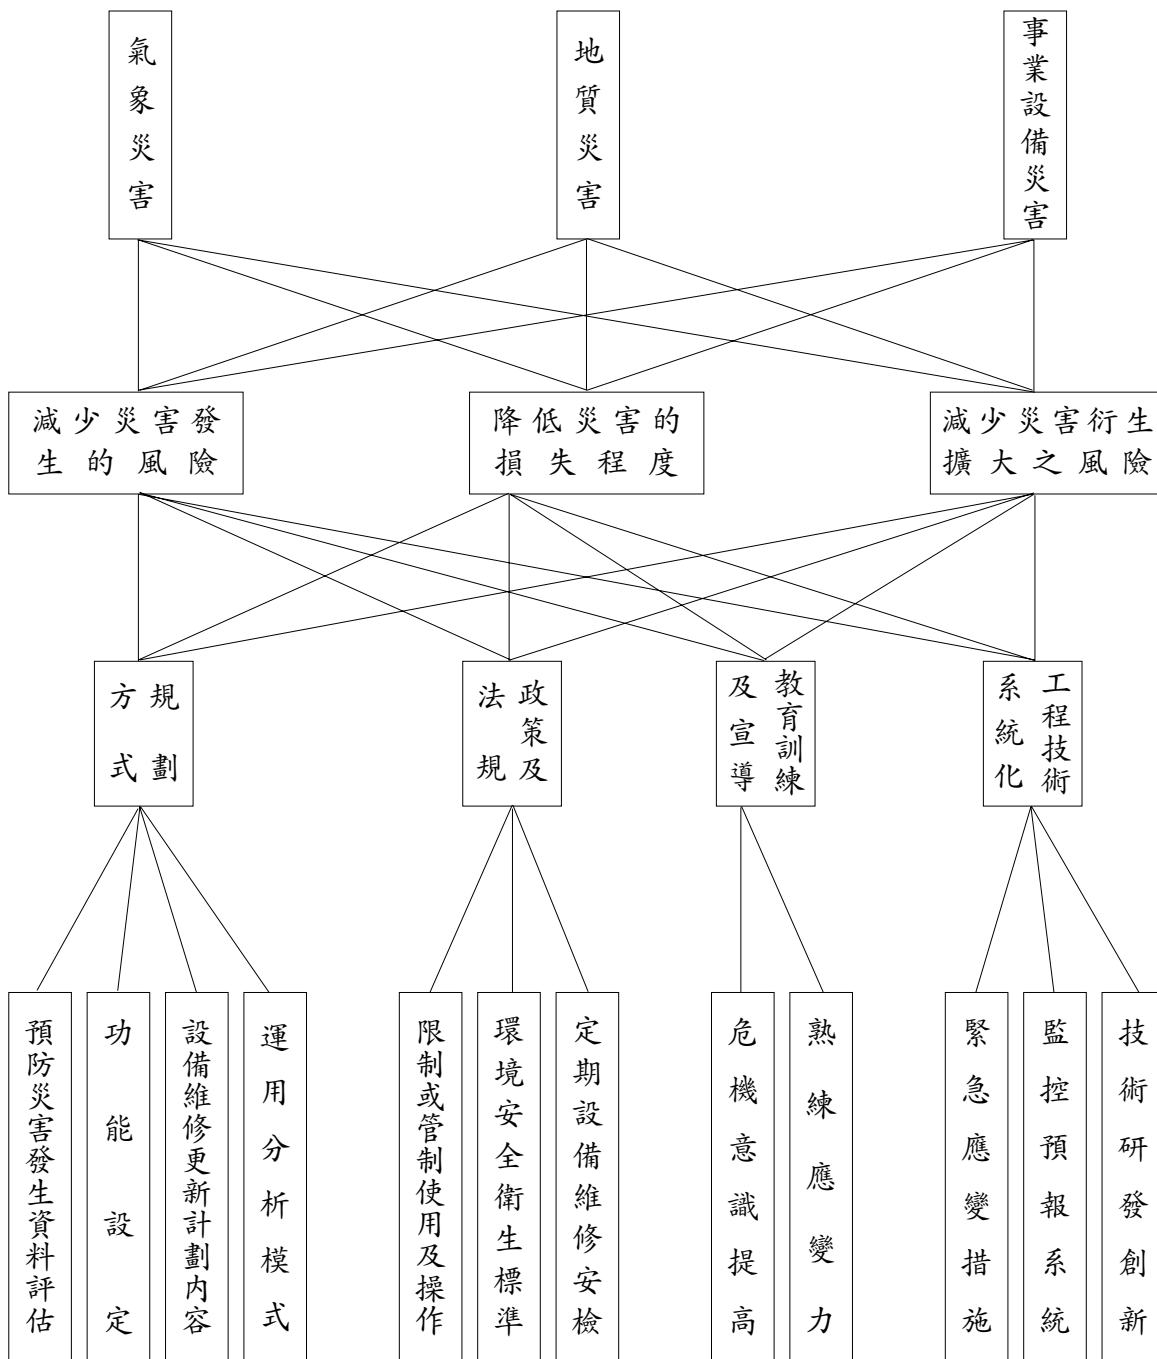 氣象災害
地質災害
事業設備災害
減少災害發
生的風險
降低災害的
損失程度
減少災害衍生
擴大之風險
規劃
方式
政策及
法規
教育訓練
及宣導
工程技術
系統化
預防災害發生資料評估
功能設定
設備維修更新計劃內容
運用分析模式
限制或管制使用及操作
環境安全衛生標準
定期設備維修安檢
危機意識提高
熟練應變力
緊急應變措施
監控預報系統
技術研發創新